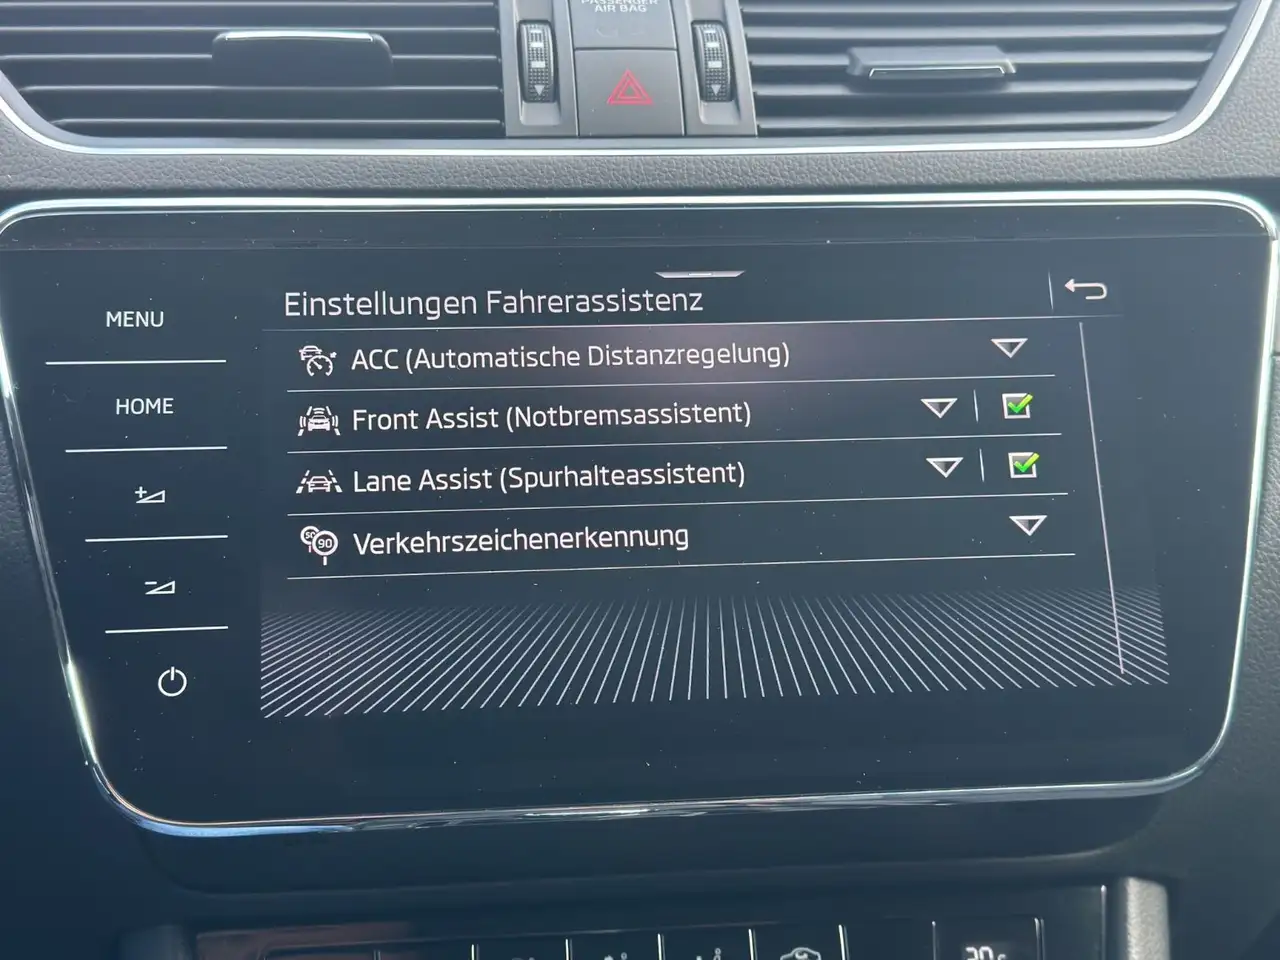 PASSENGER
AIR BAG
MENU
HOME
Einstellungen Fahrerassistenz
ACC (Automatische Distanzregelung)
Front Assist (Notbremsassistent)
Lane Assist (Spurhalteassistent)
90
Verkehrszeichenerkennung